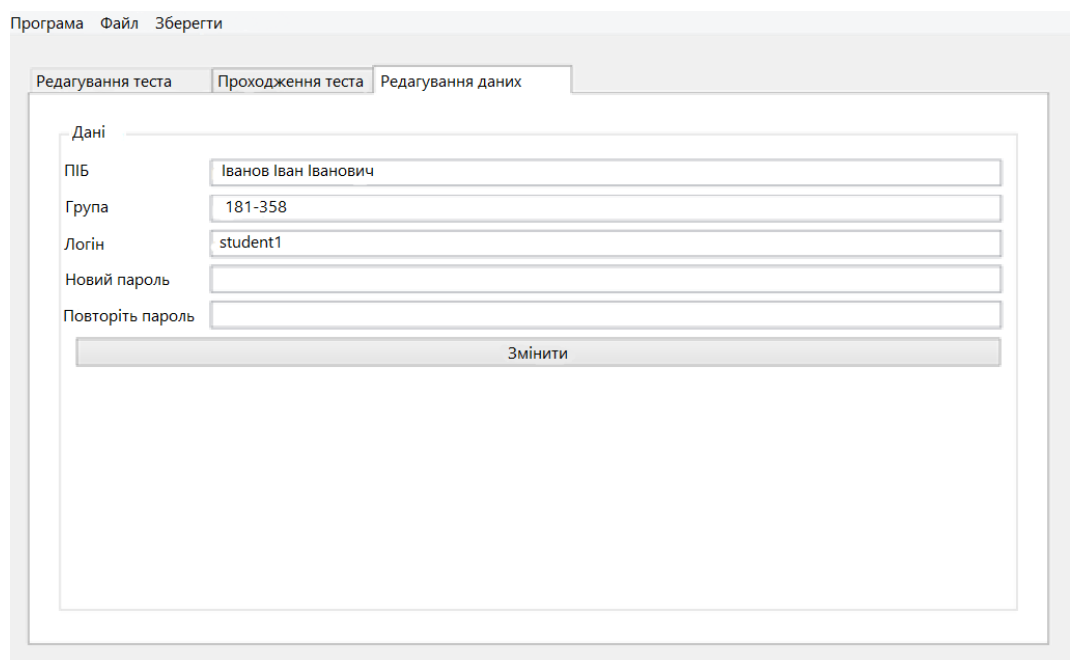 Програма Файл Зберегти
Редагування теста Проходження теста Редагування даних
Дані
ПІБ Іванов Іван Іванович
Група 181-358
Логін student1
Новий пароль
Повторіть пароль
Змінити